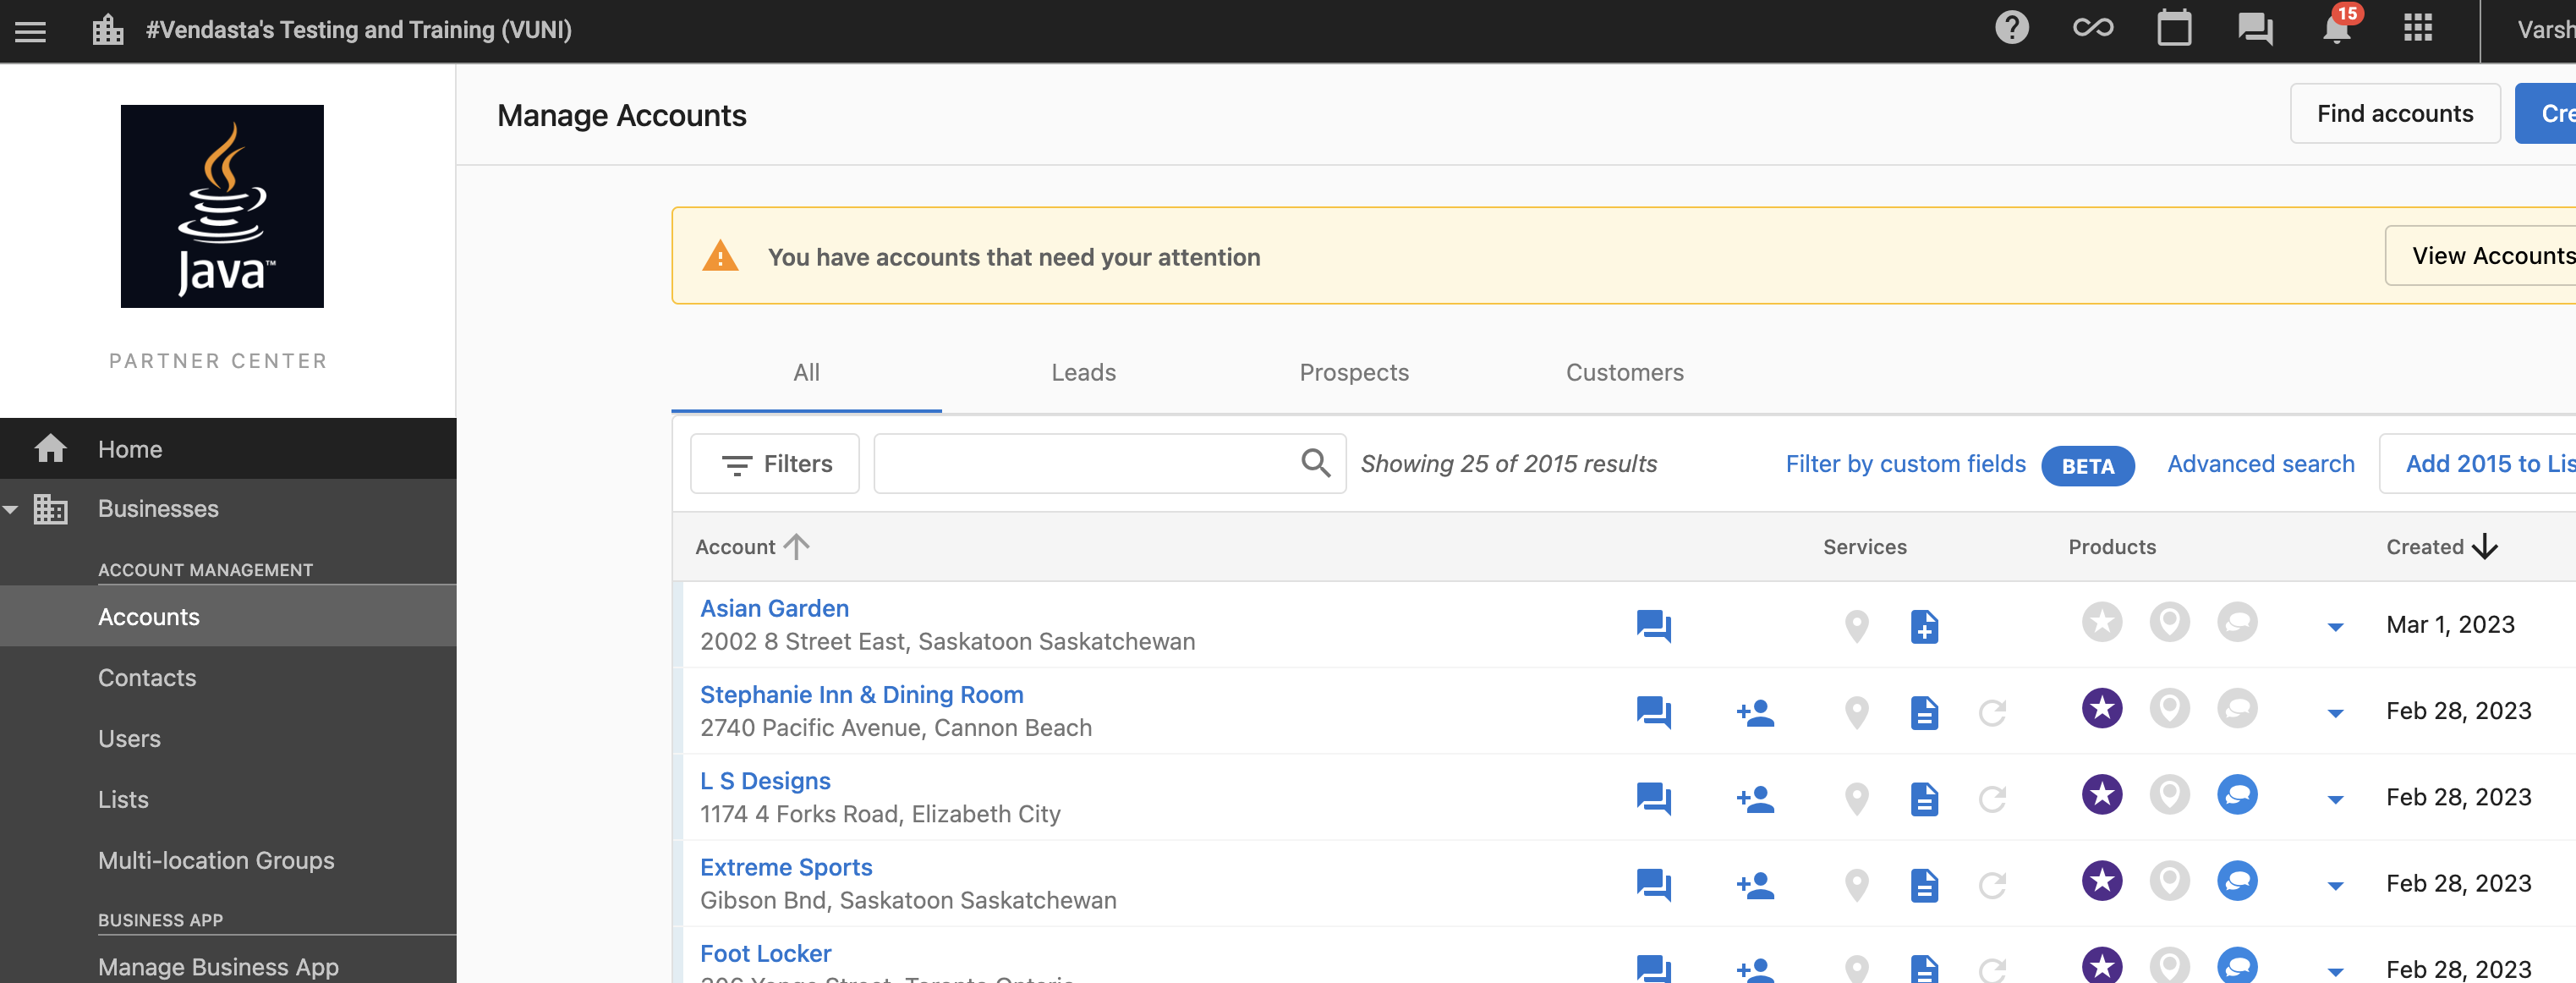 #Vendasta's Testing and Training (VUNI)
15
Varsh
Java™
PARTNER CENTER
Home
Businesses
ACCOUNT MANAGEMENT
Accounts
Contacts
Users
Lists
Multi-location Groups
BUSINESS APP
Manage Business App
Manage Accounts
Find accounts
Cre
You have accounts that need your attention
View Accounts
All Leads Prospects Customers
Filters
Showing 25 of 2015 results
Filter by custom fields BETA Advanced search
Add 2015 to Lis
Account Services Products Created
Asian Garden
2002 8 Street East, Saskatoon Saskatchewan
Mar 1, 2023
Stephanie Inn & Dining Room
2740 Pacific Avenue, Cannon Beach
Feb 28, 2023
L S Designs
1174 4 Forks Road, Elizabeth City
Feb 28, 2023
Extreme Sports
Gibson Bnd, Saskatoon Saskatchewan
Feb 28, 2023
Foot Locker
Feb 28, 2023